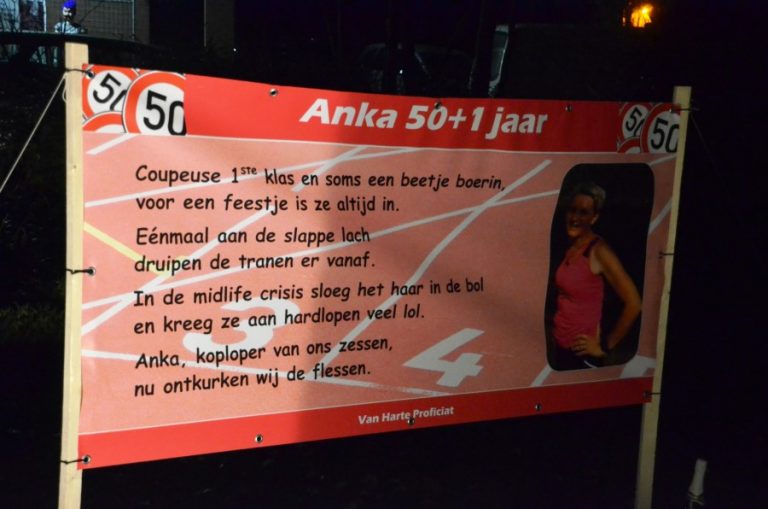 50 50
Anka 50+1 jaar
50 50
Coupeuse 1ste klas en soms een beetje boerin,
voor een feestje is ze altijd in.
Eénmaal aan de slappe lach
druipen de tranen er vanaf.
In de midlife crisis sloeg het haar in de bol
en kreeg ze aan hardlopen veel lol.
3
4
Anka, koploper van ons zessen,
nu ontkurken wij de flessen.
Van Harte Proficiat